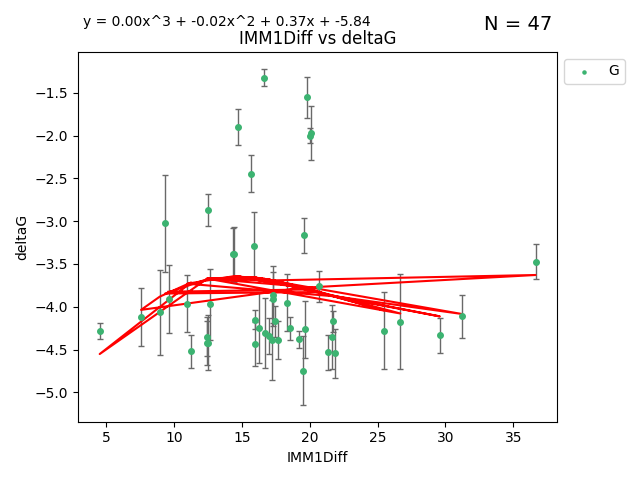 y = 0.00x^3 + -0.02x^2 + 0.37x + -5.84
N = 47
IMM1Diff vs deltaG
G
deltaG
−1.5
−2.0
−2.5
−3.0
−3.5
−4.0
−4.5
−5.0
5 10 15 20 25 30 35
IMM1Diff